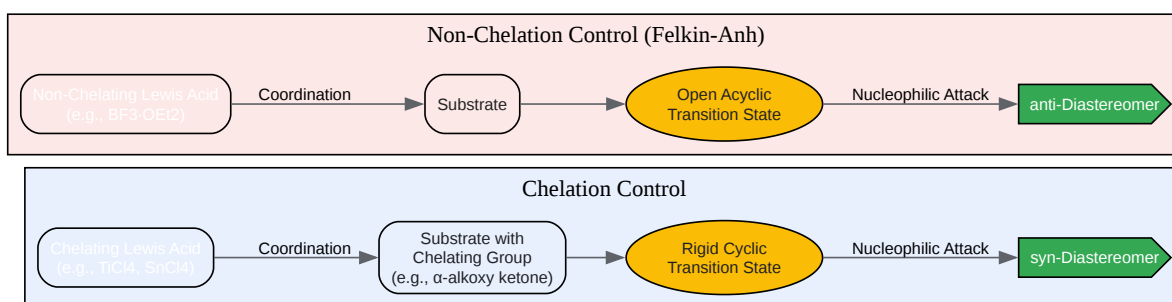 Non-Chelation Control (Felkin-Anh)
Non-Chelating Lewis Acid
(e.g., BF3·OEt2)
Coordination
Substrate
Open Acyclic
Transition State
Nucleophilic Attack
anti-Diastereomer
Chelation Control
Chelating Lewis Acid
(e.g., TiCl4, SnCl4)
Coordination
Substrate with
Chelating Group
(e.g., α-alkoxy ketone)
Rigid Cyclic
Transition State
Nucleophilic Attack
syn-Diastereomer